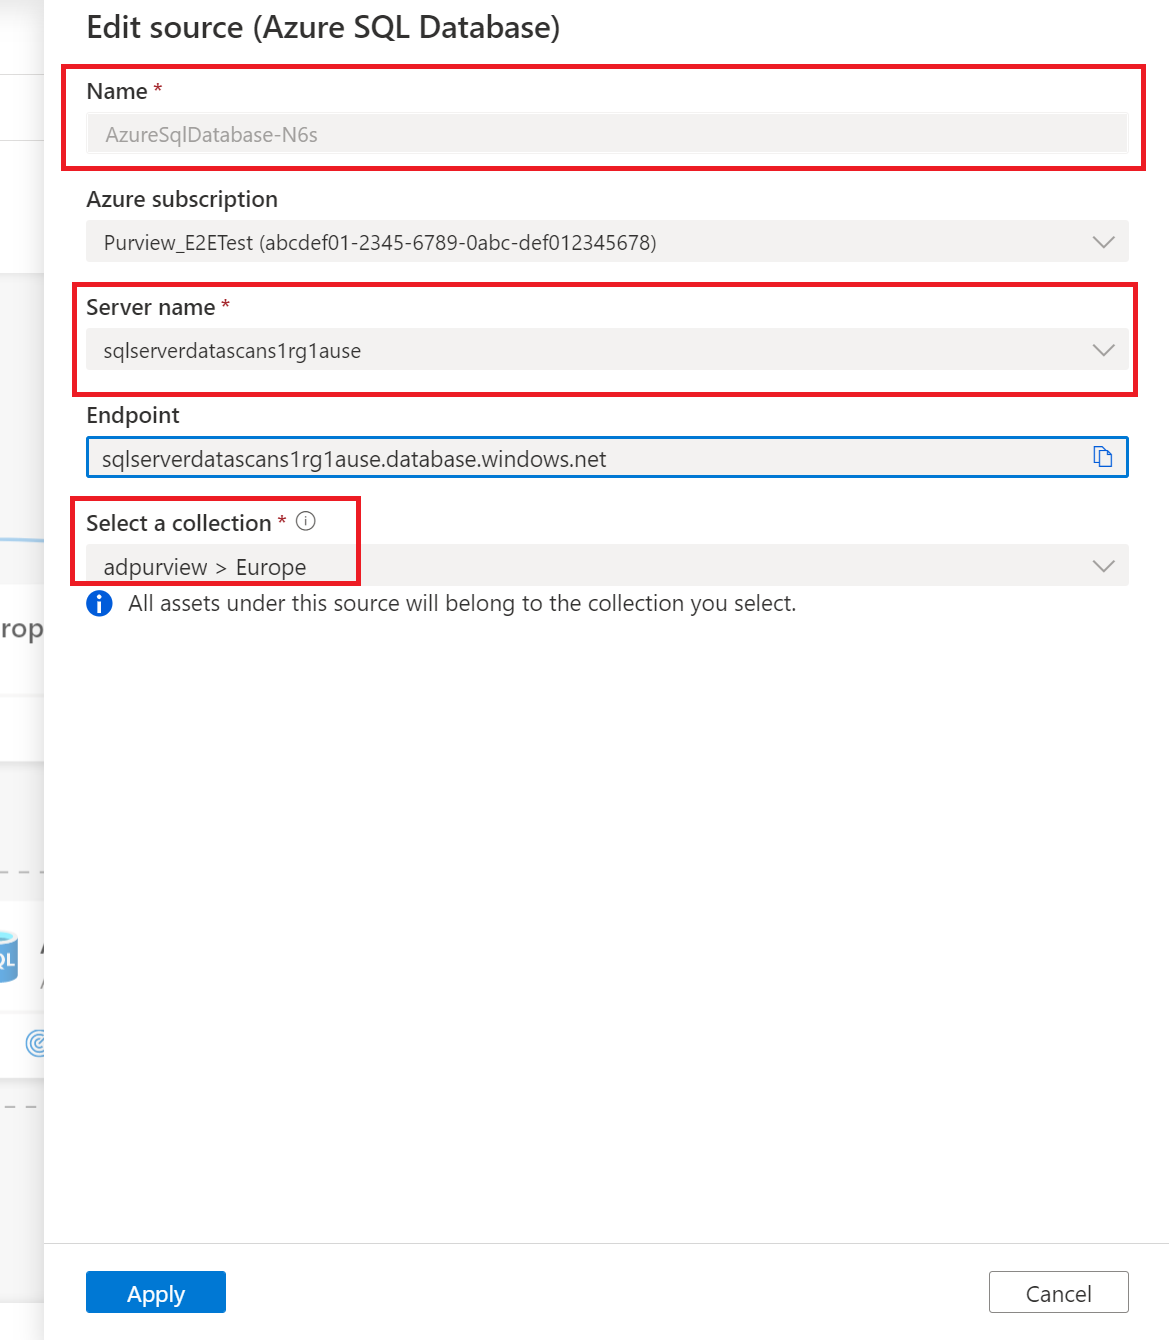 Edit source (Azure SQL Database)
Name *
AzureSqlDatabase-N6s
Azure subscription
Purview_E2ETest (abcdef01-2345-6789-0abc-def012345678)
Server name *
sqlserverdatascans1rg1ause
Endpoint
sqlserverdatascans1rg1ause.database.windows.net
Select a collection *
adpurview > Europe
All assets under this source will belong to the collection you select.
rop
QL
Apply
Cancel